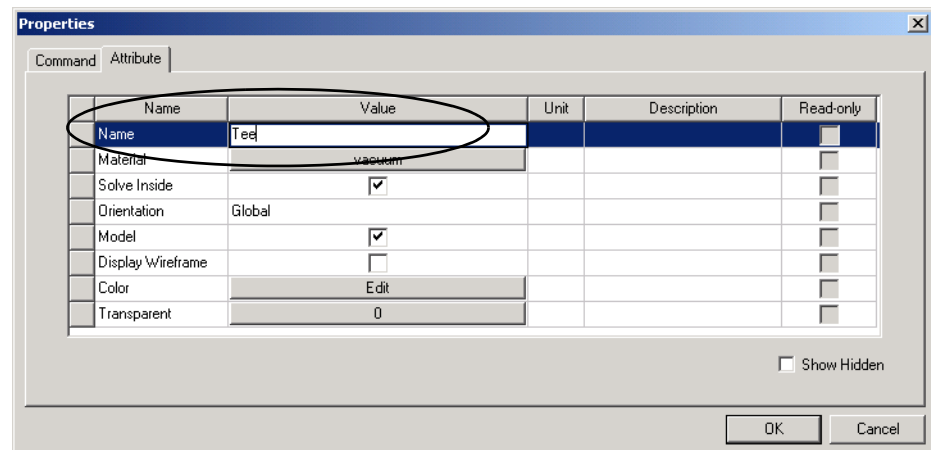 Properties
Command Attribute
Name Value Unit Description Read-only
Name Tee
Material vacuum
Solve Inside
Orientation Global
Model
Display Wireframe
Color Edit
Transparent 0
Show Hidden
OK Cancel